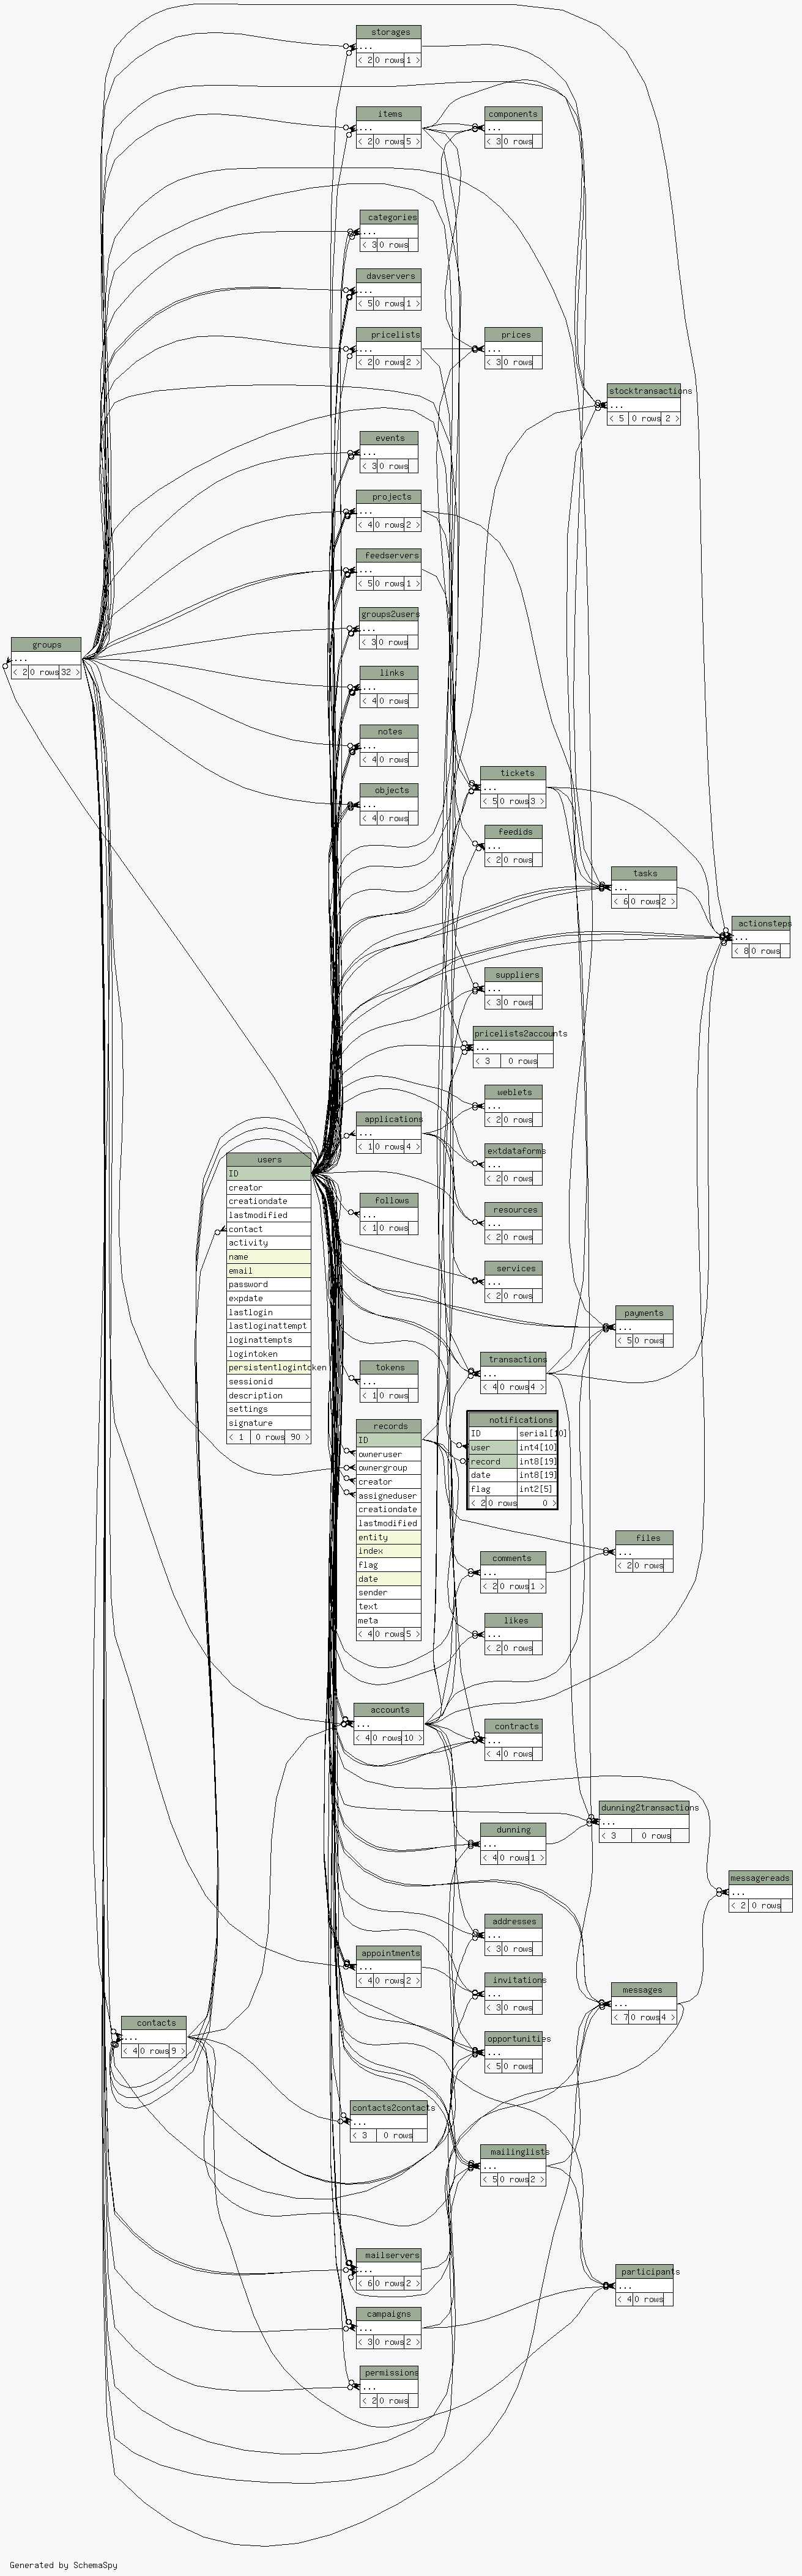 storages
...
< 2 0 rows 1 >
items
...
< 2 0 rows 5 >
components
...
< 3 0 rows
categories
...
< 3 0 rows
davservers
...
< 5 0 rows 1 >
pricelists
...
< 2 0 rows 2 >
prices
...
< 3 0 rows
stocktransactions
...
< 5 0 rows 2 >
events
...
< 3 0 rows
projects
...
< 4 0 rows 2 >
feedservers
...
< 5 0 rows 1 >
groups2users
...
< 3 0 rows
groups
...
< 2 0 rows 32 >
links
...
< 4 0 rows
notes
...
< 4 0 rows
objects
...
< 4 0 rows
tickets
...
< 5 0 rows 3 >
feedids
...
< 2 0 rows
tasks
...
< 6 0 rows 2 >
actionsteps
...
< 8 0 rows
suppliers
...
< 3 0 rows
pricelists2accounts
...
< 3 0 rows
weblets
...
< 2 0 rows
applications
...
< 1 0 rows 4 >
extdataforms
...
< 2 0 rows
users
ID
creator
creationdate
lastmodified
contact
activity
name
email
password
expdate
lastlogin
lastloginattempt
loginattempts
logintoken
persistentlogintoken
sessionid
description
settings
signature
< 1 0 rows 90 >
follows
...
< 1 0 rows
resources
...
< 2 0 rows
services
...
< 2 0 rows
payments
...
< 5 0 rows
transactions
...
< 4 0 rows 4 >
tokens
...
< 1 0 rows
records
ID
owneruser
ownergroup
creator
assigneduser
creationdate
lastmodified
entity
index
flag
date
sender
text
meta
< 4 0 rows 5 >
notifications
ID serial[10]
user int4[10]
record int8[19]
date int8[19]
flag int2[5]
< 2 0 rows 0 >
files
...
< 2 0 rows
comments
...
< 2 0 rows 1 >
likes
...
< 2 0 rows
accounts
...
< 4 0 rows 10 >
contracts
...
< 4 0 rows
dunning2transactions
...
< 3 0 rows
dunning
...
< 4 0 rows 1 >
messagereads
...
< 2 0 rows
addresses
...
< 3 0 rows
appointments
...
< 4 0 rows 2 >
invitations
...
< 3 0 rows
messages
...
< 7 0 rows 4 >
contacts
...
< 4 0 rows 9 >
opportunities
...
< 5 0 rows
contacts2contacts
...
< 3 0 rows
mailinglists
...
< 5 0 rows 2 >
mailservers
...
< 6 0 rows 2 >
participants
...
< 4 0 rows
campaigns
...
< 3 0 rows 2 >
permissions
...
< 2 0 rows
Generated by SchemaSpy